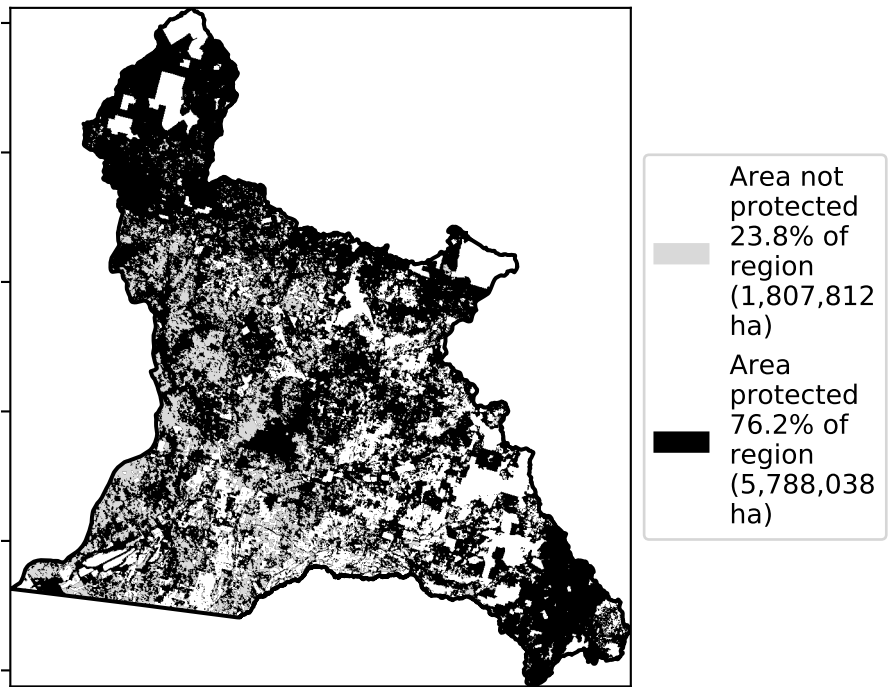 Area not
protected
23.8% of
region
(1,807,812
ha)
Area
protected
76.2% of
region
(5,788,038
ha)